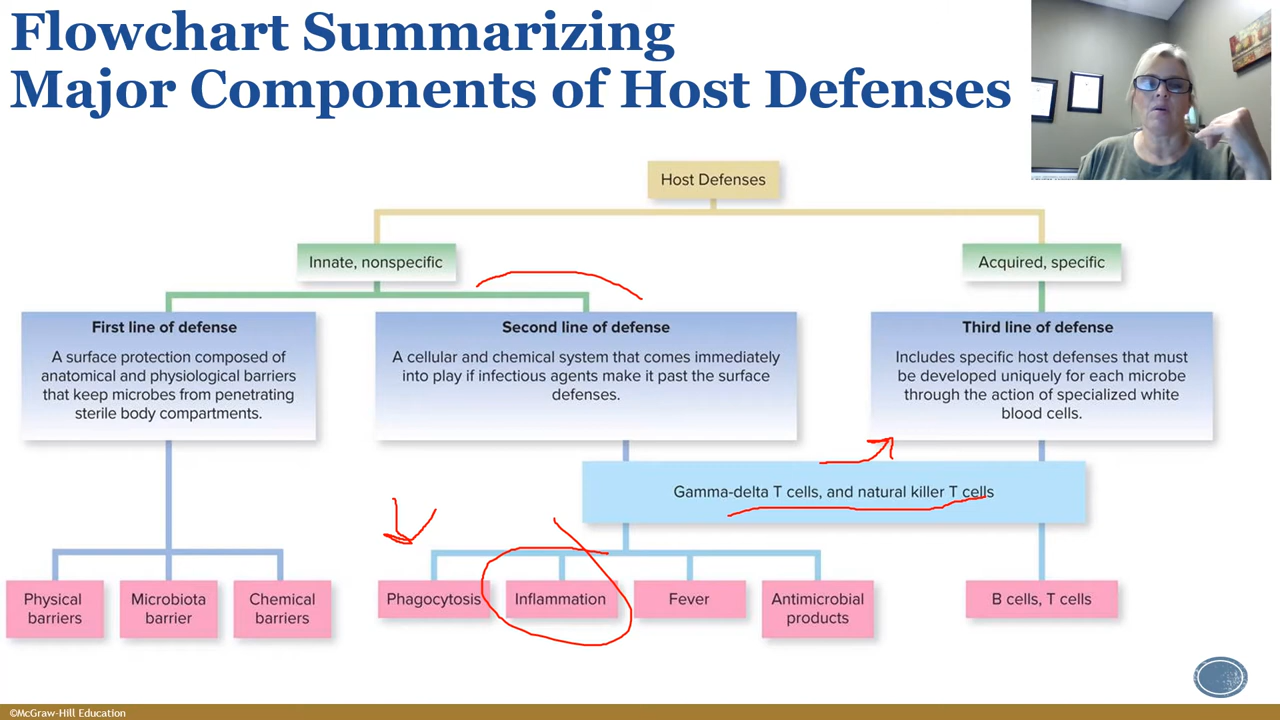 Flowchart Summarizing
Major Components of Host Defenses
Host Defenses
Innate, nonspecific
Acquired, specific
First line of defense
A surface protection composed of
anatomical and physiological barriers
that keep microbes from penetrating
sterile body compartments.
Second line of defense
A cellular and chemical system that comes immediately
into play if infectious agents make it past the surface
defenses.
Third line of defense
Includes specific host defenses that must
be developed uniquely for each microbe
through the action of specialized white
blood cells.
Gamma-delta T cells, and natural killer T cells
Physical
barriers
Microbiota
barrier
Chemical
barriers
Phagocytosis
Inflammation
Fever
Antimicrobial
products
B cells, T cells
©McGraw-Hill Education